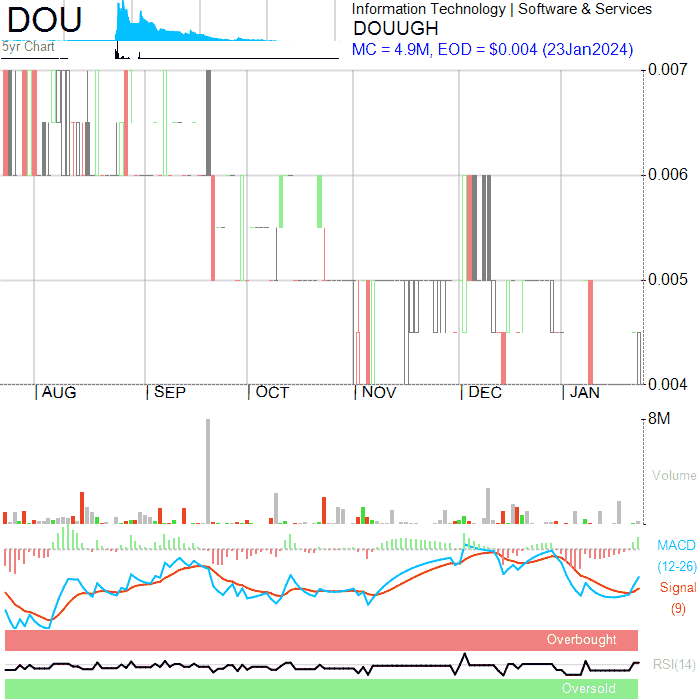 DOU
5yr Chart
Information Technology | Software & Services
DOUUGH
MC = 4.9M, EOD = $0.004 (23Jan2024)
0.007
0.006
0.005
0.004
AUG
SEP
OCT
NOV
DEC
JAN
8M
Volume
MACD
(12-26)
Signal
(9)
Overbought
RSI(14)
Oversold